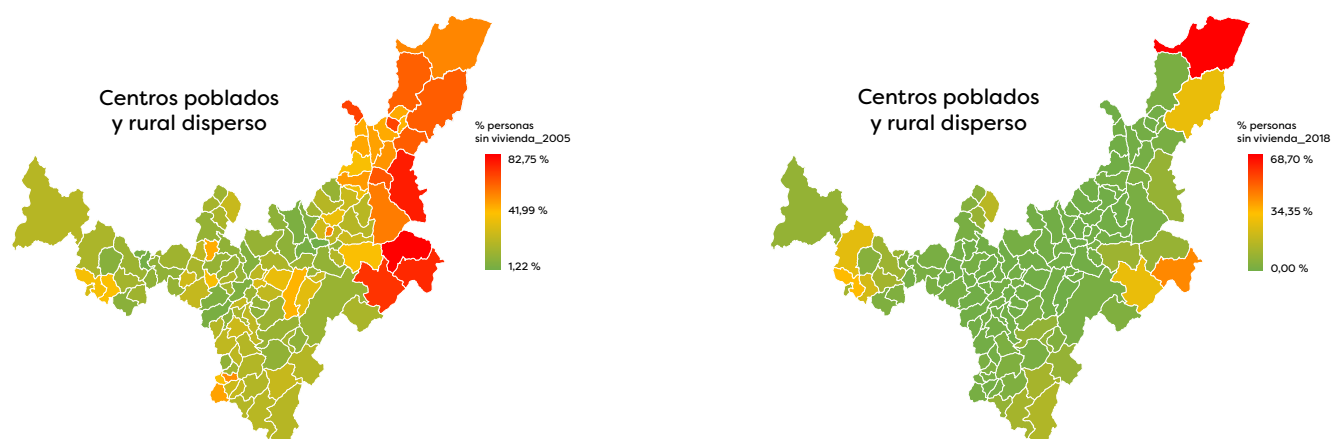 Centros poblados
y rural disperso
% personas
sin vivienda_2005
82,75 %
41,99 %
1,22 %
Centros poblados
y rural disperso
% personas
sin vivienda_2018
68,70 %
34,35 %
0,00 %